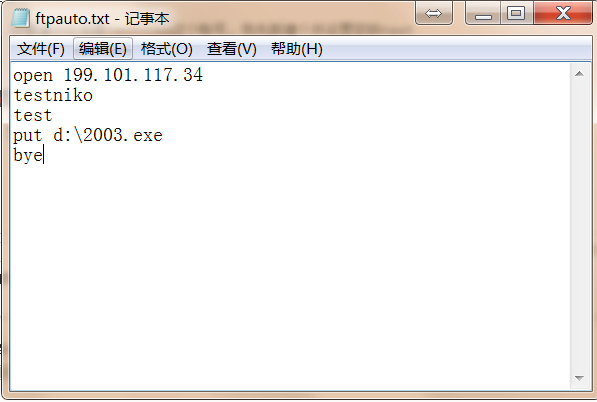 ftpauto.txt - 记事本
文件(F) 编辑(E) 格式(O) 查看(V) 帮助(H)
open 199.101.117.34
testniko
test
put d:\2003.exe
bye